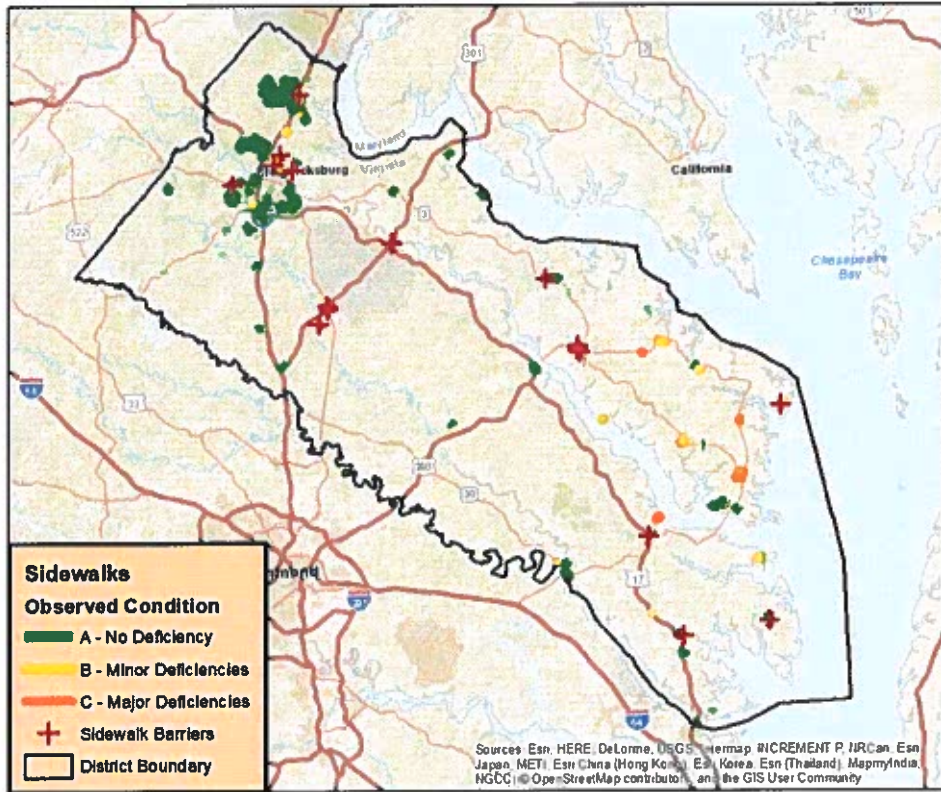 301
Maryland
Virginia
ksburg
California
3
522
Chesapeake
Bay
33
360
30
17
64
Sidewalks
Observed Condition
A - No Deficiency
B - Minor Deficiencies
C - Major Deficiencies
Sidewalk Barriers
District Boundary
Sources: Esri, HERE, DeLorme, USGS, Intermap, INCREMENT P, NRCan, Esri
Japan, METI, Esri China (Hong Kong), Esri Korea, Esri (Thailand), MapmyIndia,
NGCC, © OpenStreetMap contributors, and the GIS User Community